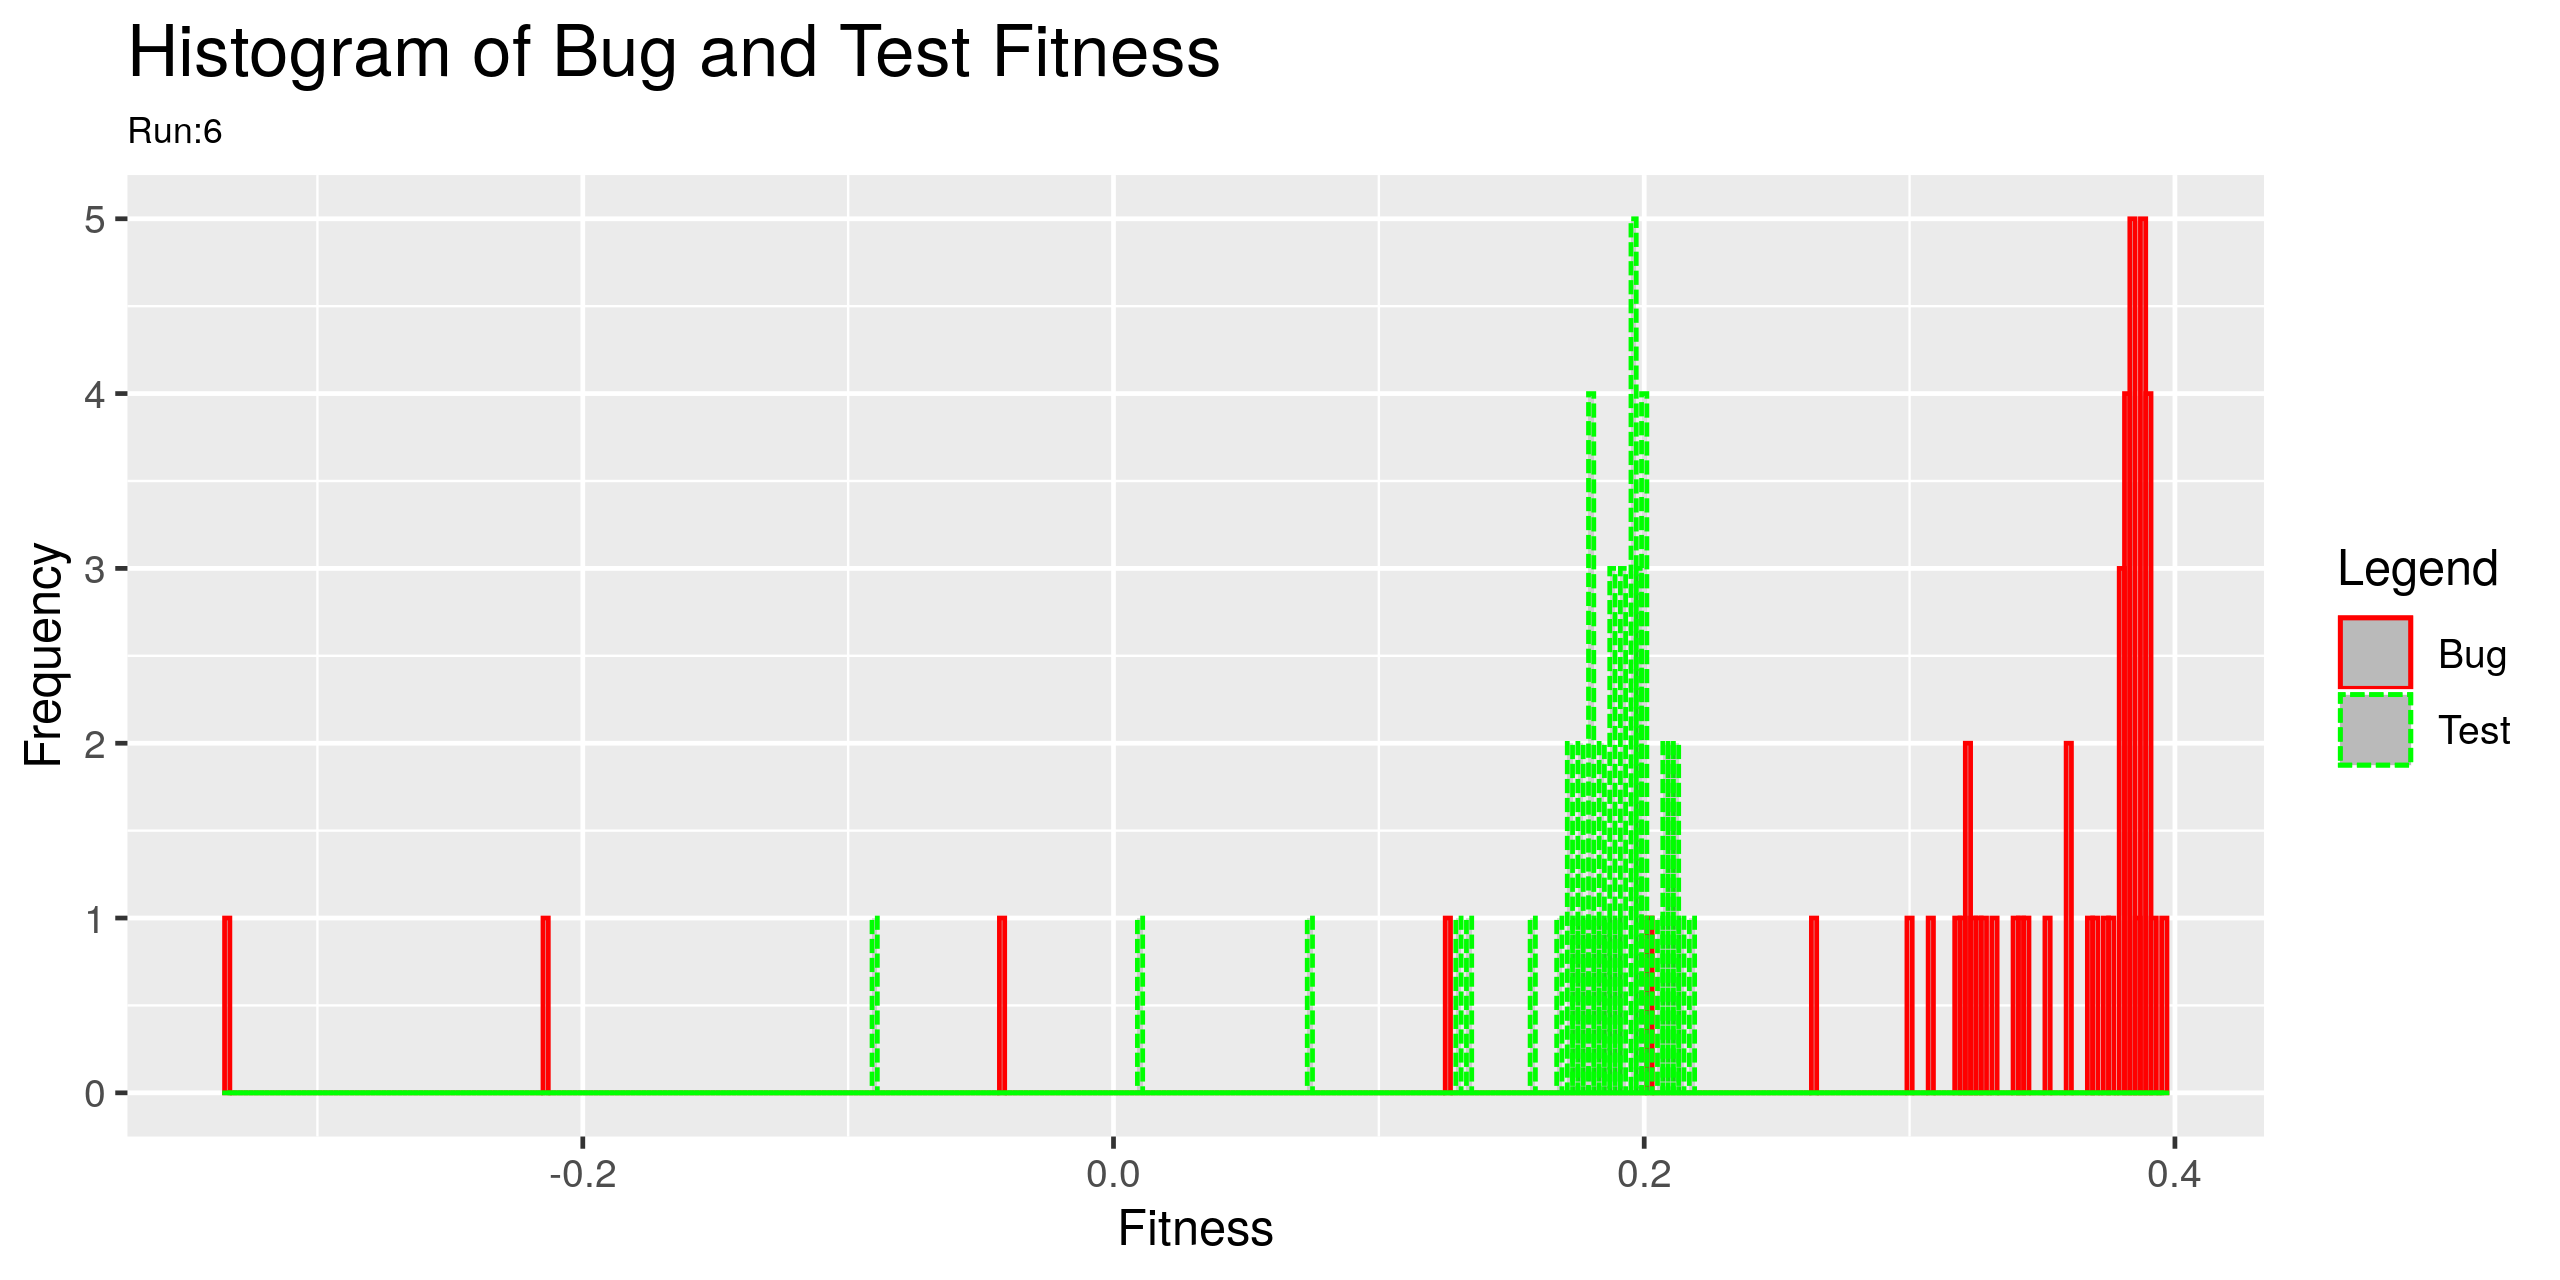 Histogram of Bug and Test Fitness
Run:6
Frequency
5
4
3
2
1
0
-0.2
0.0
0.2
0.4
Fitness
Legend
Bug
Test